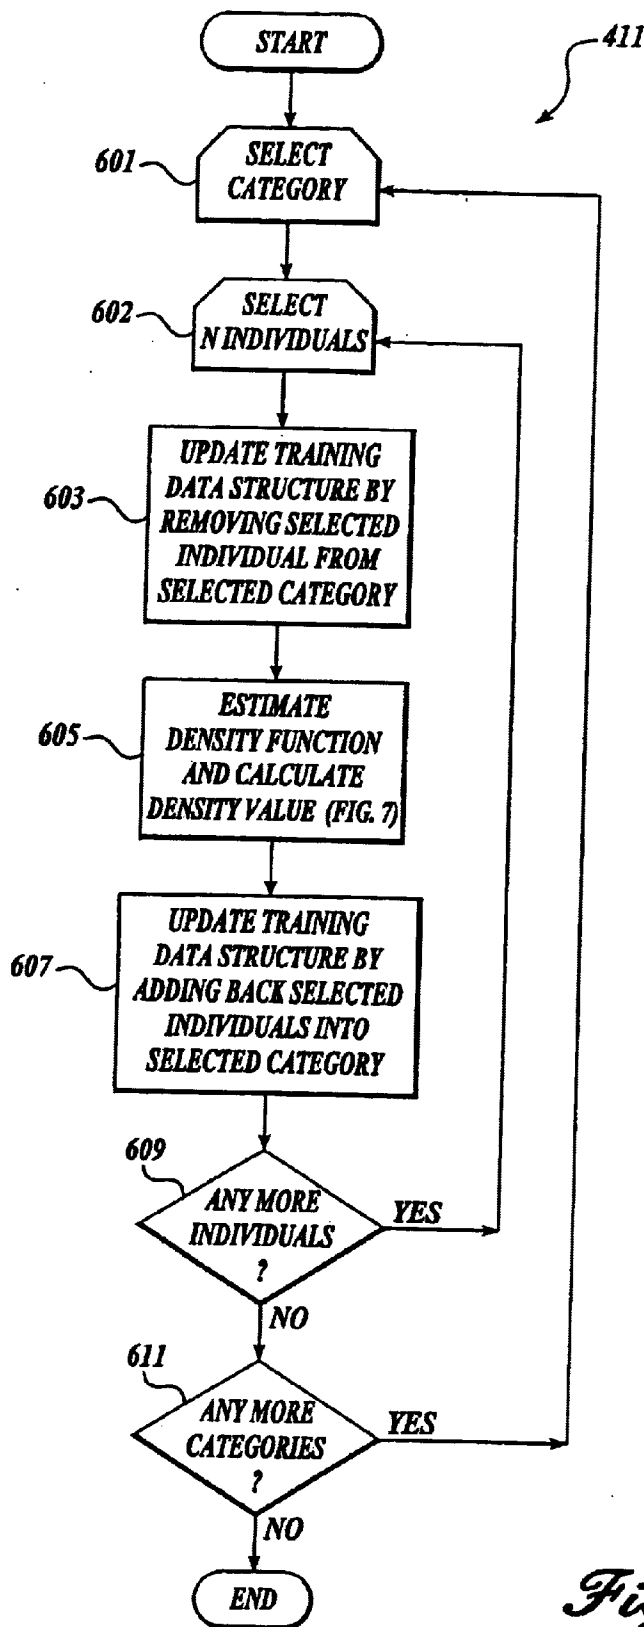 START
411
601
SELECT
CATEGORY
602
SELECT
N INDIVIDUALS
603
UPDATE TRAINING
DATA STRUCTURE BY
REMOVING SELECTED
INDIVIDUAL FROM
SELECTED CATEGORY
605
ESTIMATE
DENSITY FUNCTION
AND CALCULATE
DENSITY VALUE (FIG. 7)
607
UPDATE TRAINING
DATA STRUCTURE BY
ADDING BACK SELECTED
INDIVIDUALS INTO
SELECTED CATEGORY
609
ANY MORE
INDIVIDUALS
?
YES
NO
611
ANY MORE
CATEGORIES
?
YES
NO
END